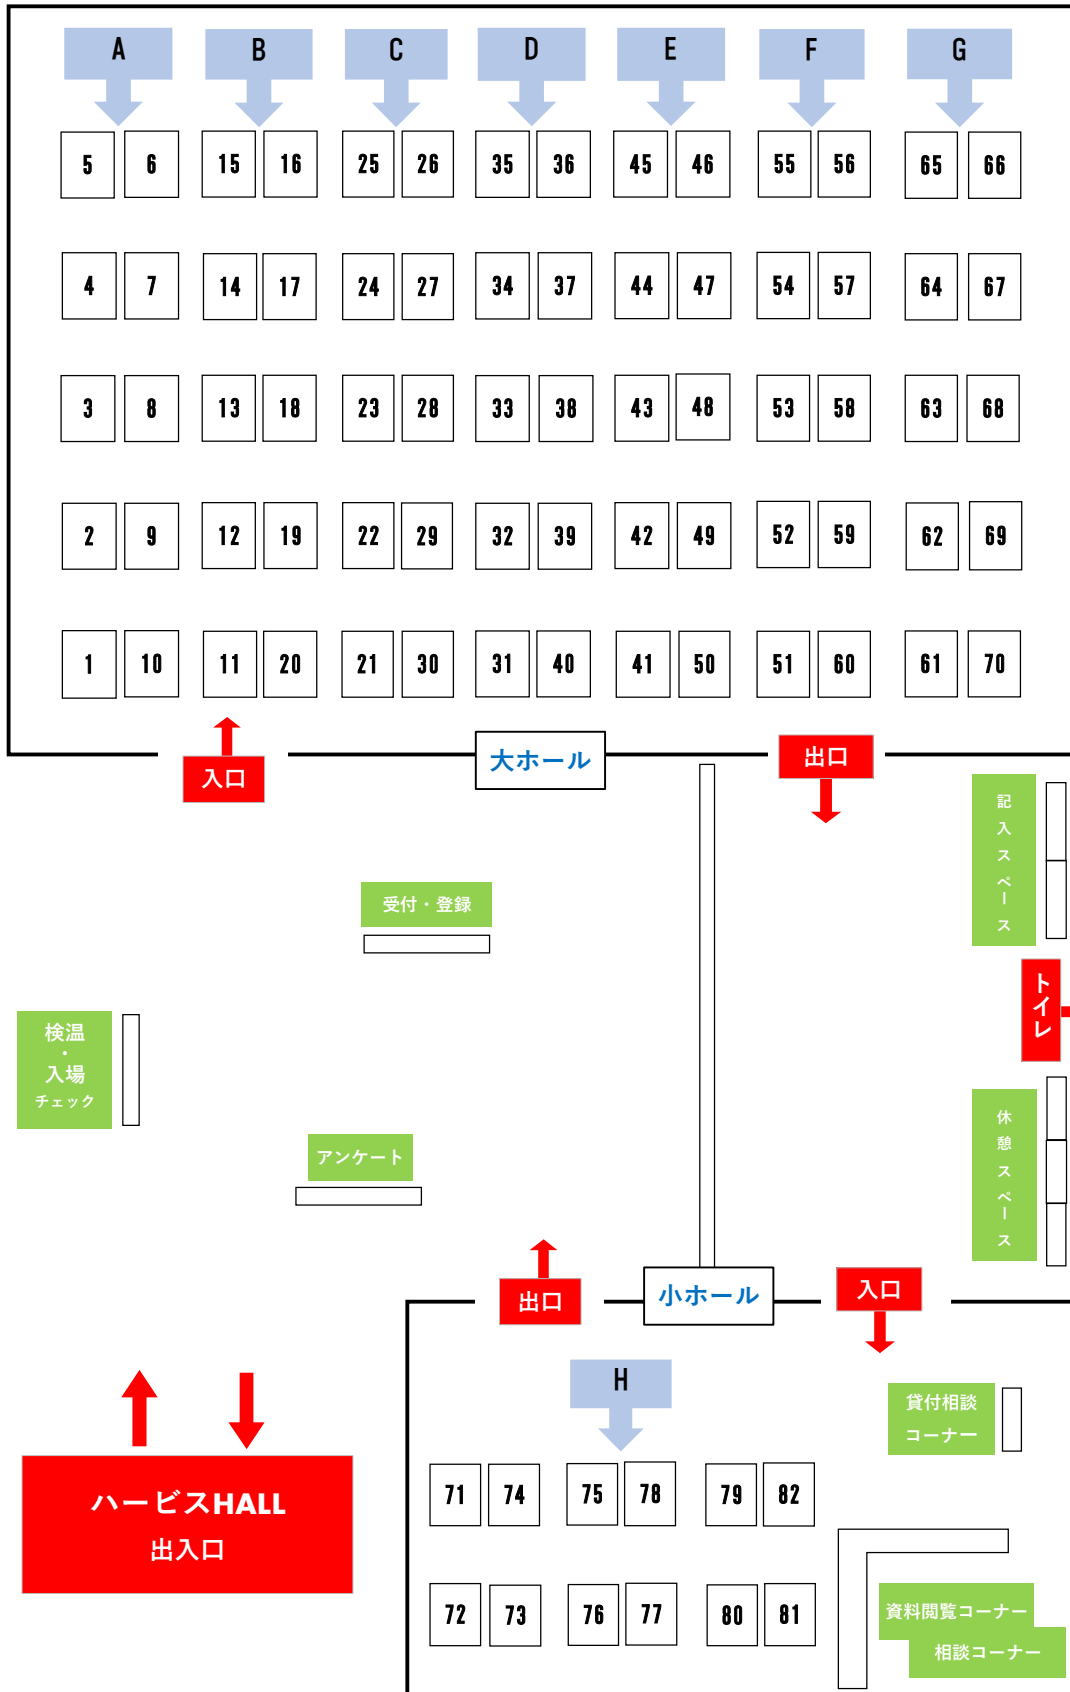 A B C D E F G
5 6 15 16 25 26 35 36 45 46 55 56 65 66
4 7 14 17 24 27 34 37 44 47 54 57 64 67
3 8 13 18 23 28 33 38 43 48 53 58 63 68
2 9 12 19 22 29 32 39 42 49 52 59 62 69
1 10 11 20 21 30 31 40 41 50 51 60 61 70
入口
大ホール
出口
記入スペース
受付・登録
トイレ
検温
・
入場
チェック
アンケート
休憩スペース
出口
小ホール
入口
H
貸付相談
コーナー
71 74 75 78 79 82
ハービスHALL
出入口
72 73 76 77 80 81
資料閲覧コーナー
相談コーナー